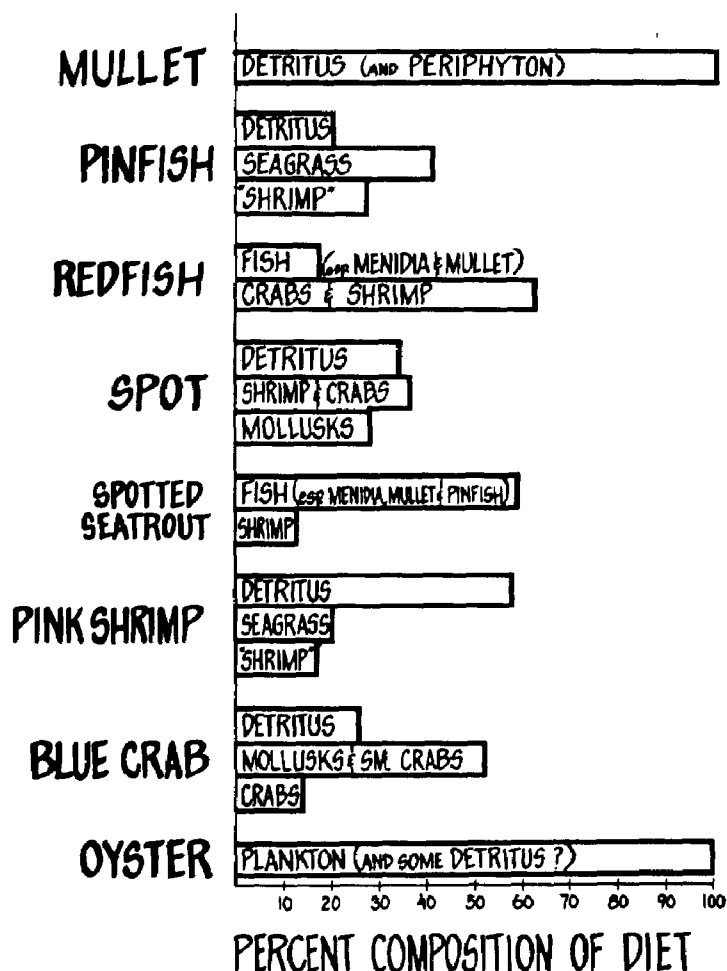 MULLET
DETRITUS (AND PERIPHYTON)
PINFISH
DETRITUS
SEAGRASS
"SHRIMP"
REDFISH
FISH (esp MENIDIA & MULLET)
CRABS & SHRIMP
SPOT
DETRITUS
SHRIMP & CRABS
MOLLUSKS
SPOTTED
SEATROUT
FISH (esp MENIDIA, MULLET & PINFISH)
SHRIMP
PINK SHRIMP
DETRITUS
SEAGRASS
"SHRIMP"
BLUE CRAB
DETRITUS
MOLLUSKS & SM. CRABS
CRABS
OYSTER
PLANKTON (AND SOME DETRITUS ?)
10 20 30 40 50 60 70 80 90 100
PERCENT COMPOSITION OF DIET